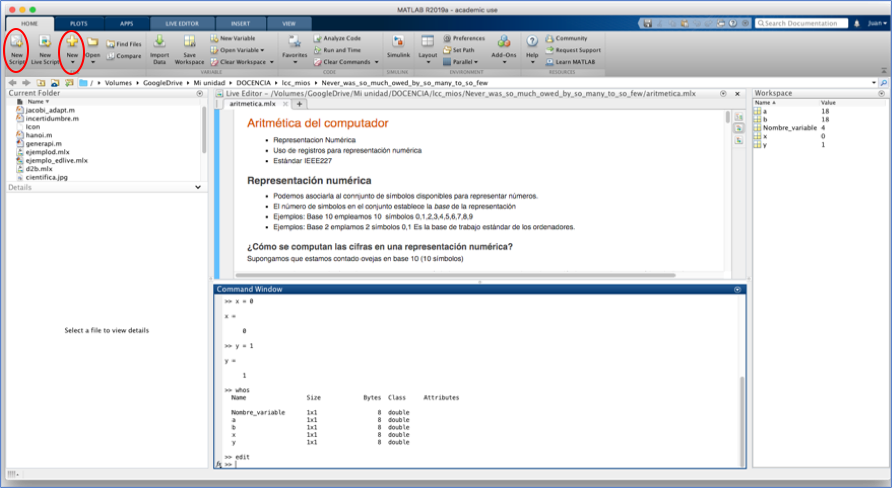 MATLAB R2019a - academic use
HOME PLOTS APPS LIVE EDITOR INSERT VIEW
Search Documentation
Juan
New Script
New Live Script
New
Open
Find Files
Compare
Import Data
Save Workspace
New Variable
Open Variable
Clear Workspace
VARIABLE
Favorites
Analyze Code
Run and Time
Clear Commands
CODE
Simulink
SIMULINK
Layout
Preferences
Set Path
Parallel
ENVIRONMENT
Add-Ons
Help
Community
Request Support
Learn MATLAB
RESOURCES
/ Volumes GoogleDrive Mi unidad DOCENCIA lcc_mios Never_was_so_much_owed_by_so_many_to_so_few
Current Folder
Name
jacobi_adapt.m
incertidumbre.m
Icon
hanoi.m
generapi.m
ejemplod.mlx
ejemplo_edlive.mlx
d2b.mlx
cientifica.jpg
Details
Select a file to view details
Live Editor - /Volumes/GoogleDrive/Mi unidad/DOCENCIA/lcc_mios/Never_was_so_much_owed_by_so_many_to_so_few/aritmetica.mlx
aritmetica.mlx
Aritmética del computador
Representacion Numérica
Uso de registros para representación numérica
Estándar IEEE227
Representación numérica
Podemos asociarla al connjunto de símbolos disponibles para representar números.
El número de simbolos en el conjunto establece la base de la representación
Ejemplos: Base 10 empleamos 10 símbolos 0,1,2,3,4,5,6,7,8,9
Ejemplos: Base 2 emplamos 2 símbolos 0,1 Es la base de trabajo estándar de los ordenadores.
¿Cómo se computan las cifras en una representación numérica?
Supongamos que estamos contado ovejas en base 10 (10 símbolos)
Command Window
>> x = 0
x =
0
>> y = 1
y =
1
>> whos
Name Size Bytes Class Attributes
Nombre_variable 1x1 8 double
a 1x1 8 double
b 1x1 8 double
x 1x1 8 double
y 1x1 8 double
>> edit
fx >>
Workspace
Name Value
a 18
b 18
Nombre_variable 4
x 0
y 1